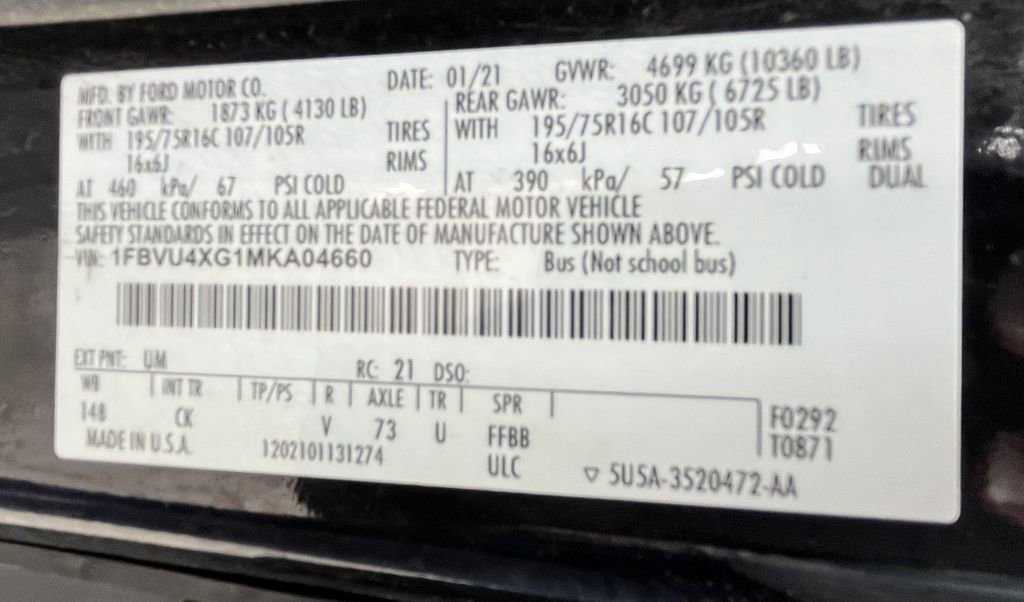 MFD. BY FORD MOTOR CO. DATE: 01/21 GVWR: 4699 KG (10360 LB)
FRONT GAWR: 1873 KG ( 4130 LB) REAR GAWR: 3050 KG ( 6725 LB)
WITH 195/75R16C 107/105R TIRES WITH 195/75R16C 107/105R TIRES
16x6J RIMS 16x6J RIMS
AT 460 kPa/ 67 PSI COLD AT 390 kPa/ 57 PSI COLD DUAL
THIS VEHICLE CONFORMS TO ALL APPLICABLE FEDERAL MOTOR VEHICLE
SAFETY STANDARDS IN EFFECT ON THE DATE OF MANUFACTURE SHOWN ABOVE.
VIN: 1FBVU4XG1MKA04660 TYPE: Bus (Not school bus)
EXT PNT: UM RC: 21 DSO:
WB INT TR TP/PS R AXLE TR SPR
148 CK V 73 U FFBB F0292
MADE IN U.S.A. 1202101131274 ULC T0871
▽ 5U5A-3520472-AA